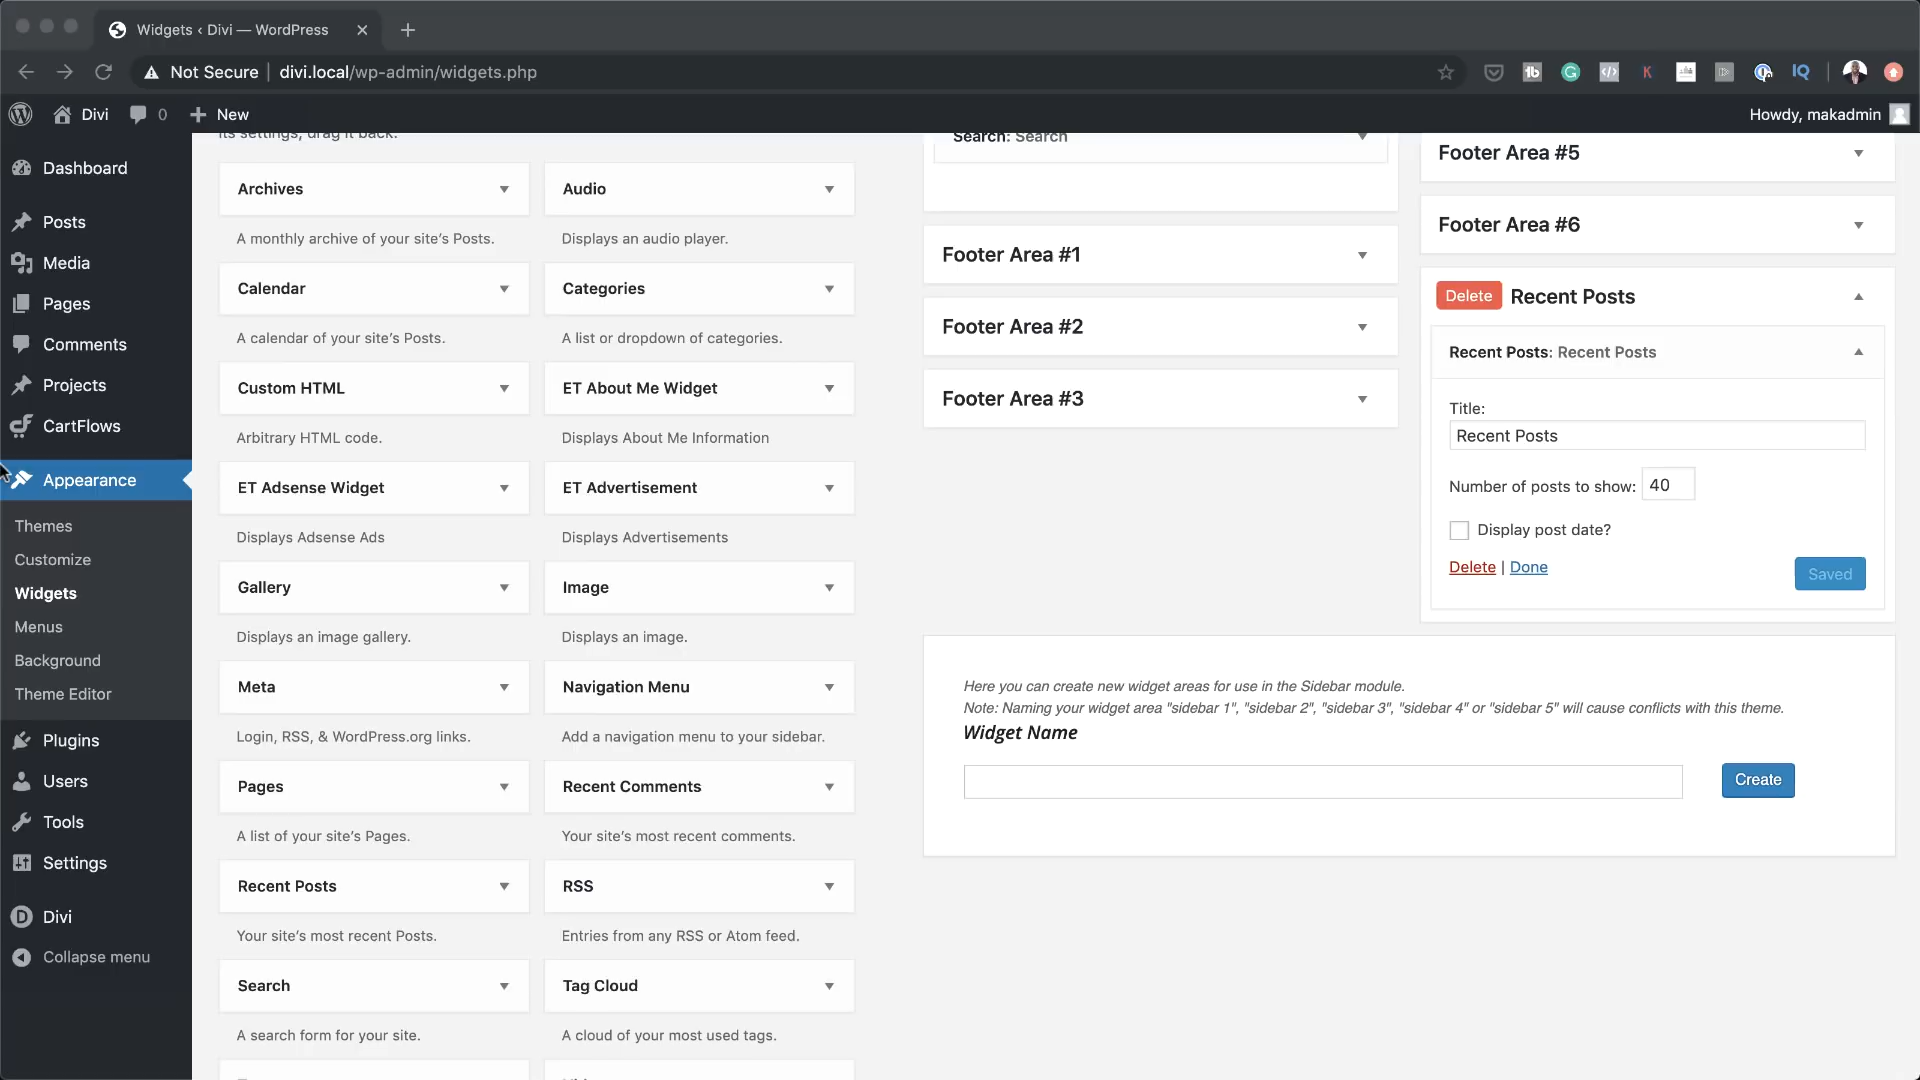 Widgets ‹ Divi — WordPress
Not Secure | divi.local/wp-admin/widgets.php
Divi
0
New
Howdy, makadmin
Dashboard
Posts
Media
Pages
Comments
Projects
CartFlows
Appearance
Themes
Customize
Widgets
Menus
Background
Theme Editor
Plugins
Users
Tools
Settings
Divi
Collapse menu
its settings, drag it back.
Archives
A monthly archive of your site’s Posts.
Audio
Displays an audio player.
Calendar
A calendar of your site’s Posts.
Categories
A list or dropdown of categories.
Custom HTML
Arbitrary HTML code.
ET About Me Widget
Displays About Me Information
ET Adsense Widget
Displays Adsense Ads
ET Advertisement
Displays Advertisements
Gallery
Displays an image gallery.
Image
Displays an image.
Meta
Login, RSS, & WordPress.org links.
Navigation Menu
Add a navigation menu to your sidebar.
Pages
A list of your site’s Pages.
Recent Comments
Your site’s most recent comments.
Recent Posts
Your site’s most recent Posts.
RSS
Entries from any RSS or Atom feed.
Search
A search form for your site.
Tag Cloud
A cloud of your most used tags.
Search: Search
Footer Area #1
Footer Area #2
Footer Area #3
Footer Area #5
Footer Area #6
Delete Recent Posts
Recent Posts: Recent Posts
Title:
Recent Posts
Number of posts to show: 40
Display post date?
Delete | Done
Saved
Here you can create new widget areas for use in the Sidebar module.
Note: Naming your widget area "sidebar 1", "sidebar 2", "sidebar 3", "sidebar 4" or "sidebar 5" will cause conflicts with this theme.
Widget Name
Create